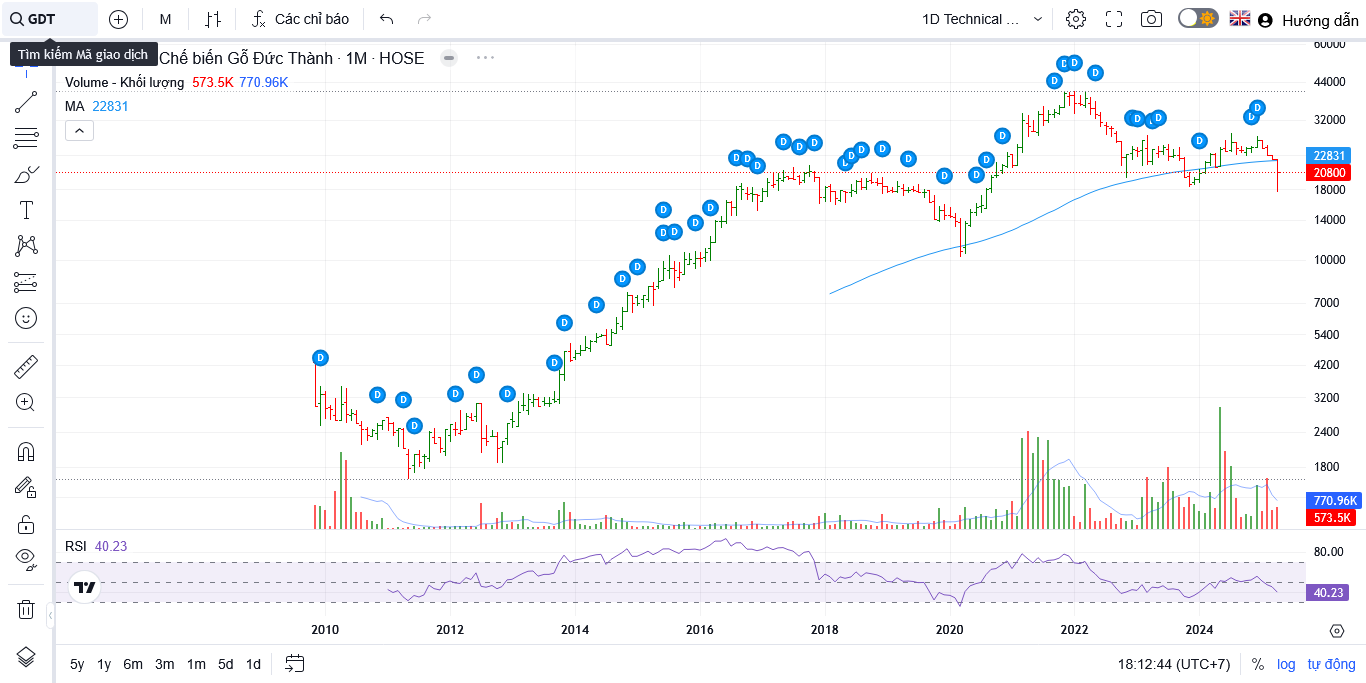 GDT
M
Các chỉ báo
1D Technical ...
Hướng dẫn
Tìm kiếm Mã giao dịch
Chế biến Gỗ Đức Thành · 1M · HOSE
Volume - Khối lượng 573.5K 770.96K
MA 22831
60000
44000
32000
22831
20800
18000
14000
10000
7000
5400
4200
3200
2400
1800
770.96K
573.5K
D D D D D D D D D D D D D D D D D D D D D D D D D D D D D D D D D D D D D D D D D D D D D
RSI 40.23
80.00
40.23
2010 2012 2014 2016 2018 2020 2022 2024
5y 1y 6m 3m 1m 5d 1d
18:12:44 (UTC+7) % log tự động